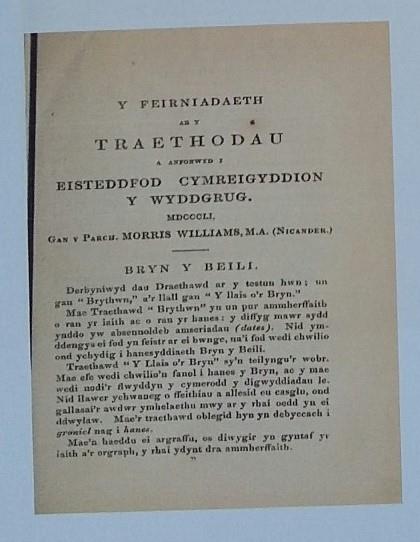 Y FEIRNIADAETH
AR Y
TRAETHODAU
A ANFONWYD I
EISTEDDFOD CYMREIGYDDION
Y WYDDGRUG.
MDCCCLI.
GAN Y PARCH. MORRIS WILLIAMS, M.A. (NICANDER.)
BRYN Y BEILI.
Derbyniwyd dau Draethawd ar y testun hwn; un
gan "Brythwn," a'r llall gan "Y llais o'r Bryn."
Mae Traethawd "Brythwn" yn un pur ammherffaith
o ran yr iaith ac o ran yr hanes: y diffyg mawr sydd
ynddo yw absennoldeb amseriadau (dates). Nid ym-
ddengys ei fod yn feistr ar ei bwnge, na'i fod wedi chwilio
ond ychydig i hanesyddiaeth Bryn y Beili.
Traethawd "Y Llais o'r Bryn" sy'n teilyngu'r wobr.
Mae efe wedi chwilio'n fanol i hanes y Bryn, ac y mae
wedi nodi'r flwyddyn y cymerodd y digwyddiadau le.
Nid llawer ychwaneg o ffeithiau a allesid eu casglu, ond
gallasai'r awdwr ymhelaethu mwy ar y rhai oedd yn ei
ddwylaw. Mae'r tracthawd oblegid hyn yn debyccach i
groniel nag i hanes.
Mae'n haeddu ei argraffu, os diwygir yn gyntaf yr
iaith a'r orgraph, y rhai ydynt dra ammherffaith.